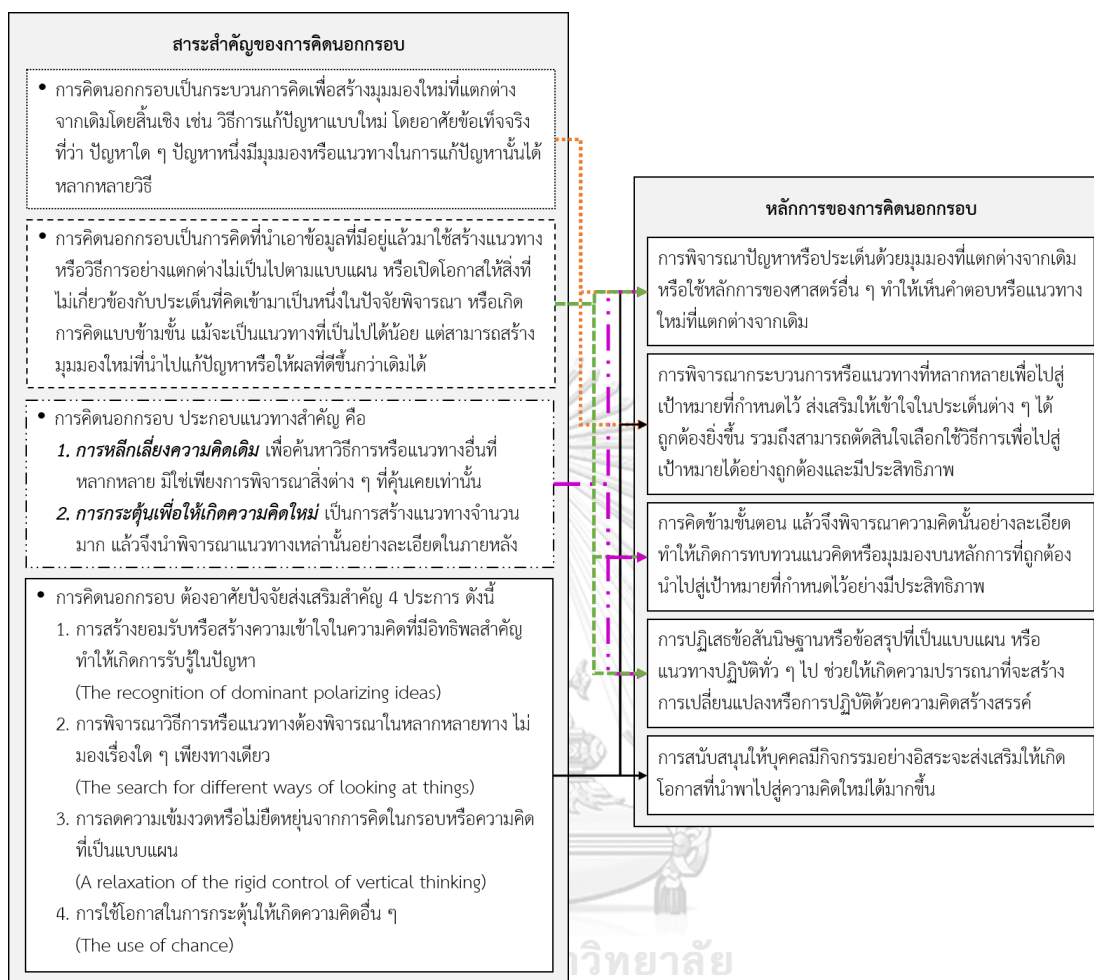 สาระสำคัญของการคิดนอกกรอบ
• การคิดนอกกรอบเป็นกระบวนการคิดเพื่อสร้างมุมมองใหม่ที่แตกต่าง
จากเดิมโดยสิ้นเชิง เช่น วิธีการแก้ปัญหาแบบใหม่ โดยอาศัยข้อเท็จจริง
ที่ว่า ปัญหาใด ๆ ปัญหาหนึ่งมีมุมมองหรือแนวทางในการแก้ปัญหานั้นได้
หลากหลายวิธี
• การคิดนอกกรอบเป็นการคิดที่นำเอาข้อมูลที่มีอยู่แล้วมาใช้สร้างแนวทาง
หรือวิธีการอย่างแตกต่างไม่เป็นไปตามแบบแผน หรือเปิดโอกาสให้สิ่งที่
ไม่เกี่ยวข้องกับประเด็นที่คิดเข้ามาเป็นหนึ่งในปัจจัยพิจารณา หรือเกิด
การคิดแบบข้ามขั้น แม้จะเป็นแนวทางที่เป็นไปได้น้อย แต่สามารถสร้าง
มุมมองใหม่ที่นำไปแก้ปัญหาหรือให้ผลที่ดีขึ้นกว่าเดิมได้
• การคิดนอกกรอบ ประกอบแนวทางสำคัญ คือ
1. การหลีกเลี่ยงความคิดเดิม เพื่อค้นหาวิธีการหรือแนวทางอื่นที่
หลากหลาย มิใช่เพียงการพิจารณาสิ่งต่าง ๆ ที่คุ้นเคยเท่านั้น
2. การกระตุ้นเพื่อให้เกิดความคิดใหม่ เป็นการสร้างแนวทางจำนวน
มาก แล้วจึงนำพิจารณาแนวทางเหล่านั้นอย่างละเอียดในภายหลัง
• การคิดนอกกรอบ ต้องอาศัยปัจจัยส่งเสริมสำคัญ 4 ประการ ดังนี้
1. การสร้างยอมรับหรือสร้างความเข้าใจในความคิดที่มีอิทธิพลสำคัญ
ทำให้เกิดการรับรู้ในปัญหา
(The recognition of dominant polarizing ideas)
2. การพิจารณาวิธีการหรือแนวทางต้องพิจารณาในหลากหลายทาง ไม่
มองเรื่องใด ๆ เพียงทางเดียว
(The search for different ways of looking at things)
3. การลดความเข้มงวดหรือไม่ยืดหยุ่นจากการคิดในกรอบหรือความคิด
ที่เป็นแบบแผน
(A relaxation of the rigid control of vertical thinking)
4. การใช้โอกาสในการกระตุ้นให้เกิดความคิดอื่น ๆ
(The use of chance)
หลักการของการคิดนอกกรอบ
การพิจารณาปัญหาหรือประเด็นด้วยมุมมองที่แตกต่างจากเดิม
หรือใช้หลักการของศาสตร์อื่น ๆ ทำให้เห็นคำตอบหรือแนวทาง
ใหม่ที่แตกต่างจากเดิม
การพิจารณากระบวนการหรือแนวทางที่หลากหลายเพื่อไปสู่
เป้าหมายที่กำหนดไว้ ส่งเสริมให้เข้าใจในประเด็นต่าง ๆ ได้
ถูกต้องยิ่งขึ้น รวมถึงสามารถตัดสินใจเลือกใช้วิธีการเพื่อไปสู่
เป้าหมายได้อย่างถูกต้องและมีประสิทธิภาพ
การคิดข้ามขั้นตอน แล้วจึงพิจารณาความคิดนั้นอย่างละเอียด
ทำให้เกิดการทบทวนแนวคิดหรือมุมมองบนหลักการที่ถูกต้อง
นำไปสู่เป้าหมายที่กำหนดไว้อย่างมีประสิทธิภาพ
การปฏิเสธข้อสันนิษฐานหรือข้อสรุปที่เป็นแบบแผน หรือ
แนวทางปฏิบัติทั่ว ๆ ไป ช่วยให้เกิดความปรารถนาที่จะสร้าง
การเปลี่ยนแปลงหรือการปฏิบัติด้วยความคิดสร้างสรรค์
การสนับสนุนให้บุคคลมีกิจกรรมอย่างอิสระจะส่งเสริมให้เกิด
โอกาสที่นำพาไปสู่ความคิดใหม่ได้มากขึ้น
าวิทยาลัย